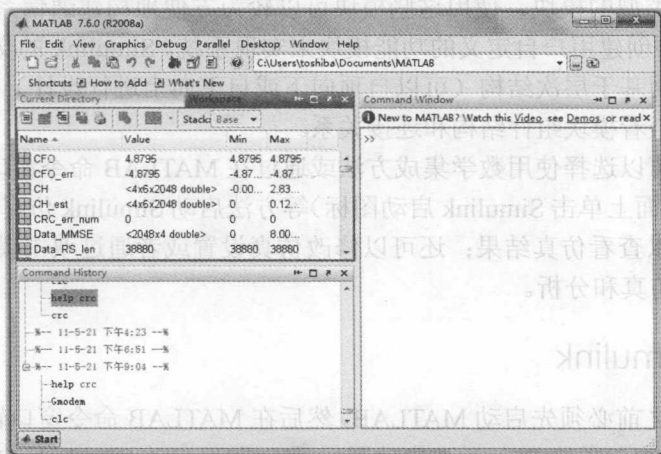 MATLAB 7.6.0 (R2008a)
File Edit View Graphics Debug Parallel Desktop Window Help
C:\Users\toshiba\Documents\MATLAB
Shortcuts How to Add What's New
Current Directory Workspace
Stack: Base
Name Value Min Max
CFO 4.8795 4.8795 4.8795
CFO_err -4.8795 -4.87... -4.87...
CH <4x6x2048 double> -0.00... 2.83...
CH_est <4x6x2048 double> 0 0.12...
CRC_err_num 0 0 0
Data_MMSE <2048x4 double> 0 8.00...
Data_RS_len 38880 38880 38880
Command History
help crc
crc
%-- 11-5-21 下午4:23 --%
%-- 11-5-21 下午6:51 --%
%-- 11-5-21 下午9:04 --%
help crc
Gmodem
clc
Start
Command Window
New to MATLAB? Watch this Video, see Demos, or read
>>